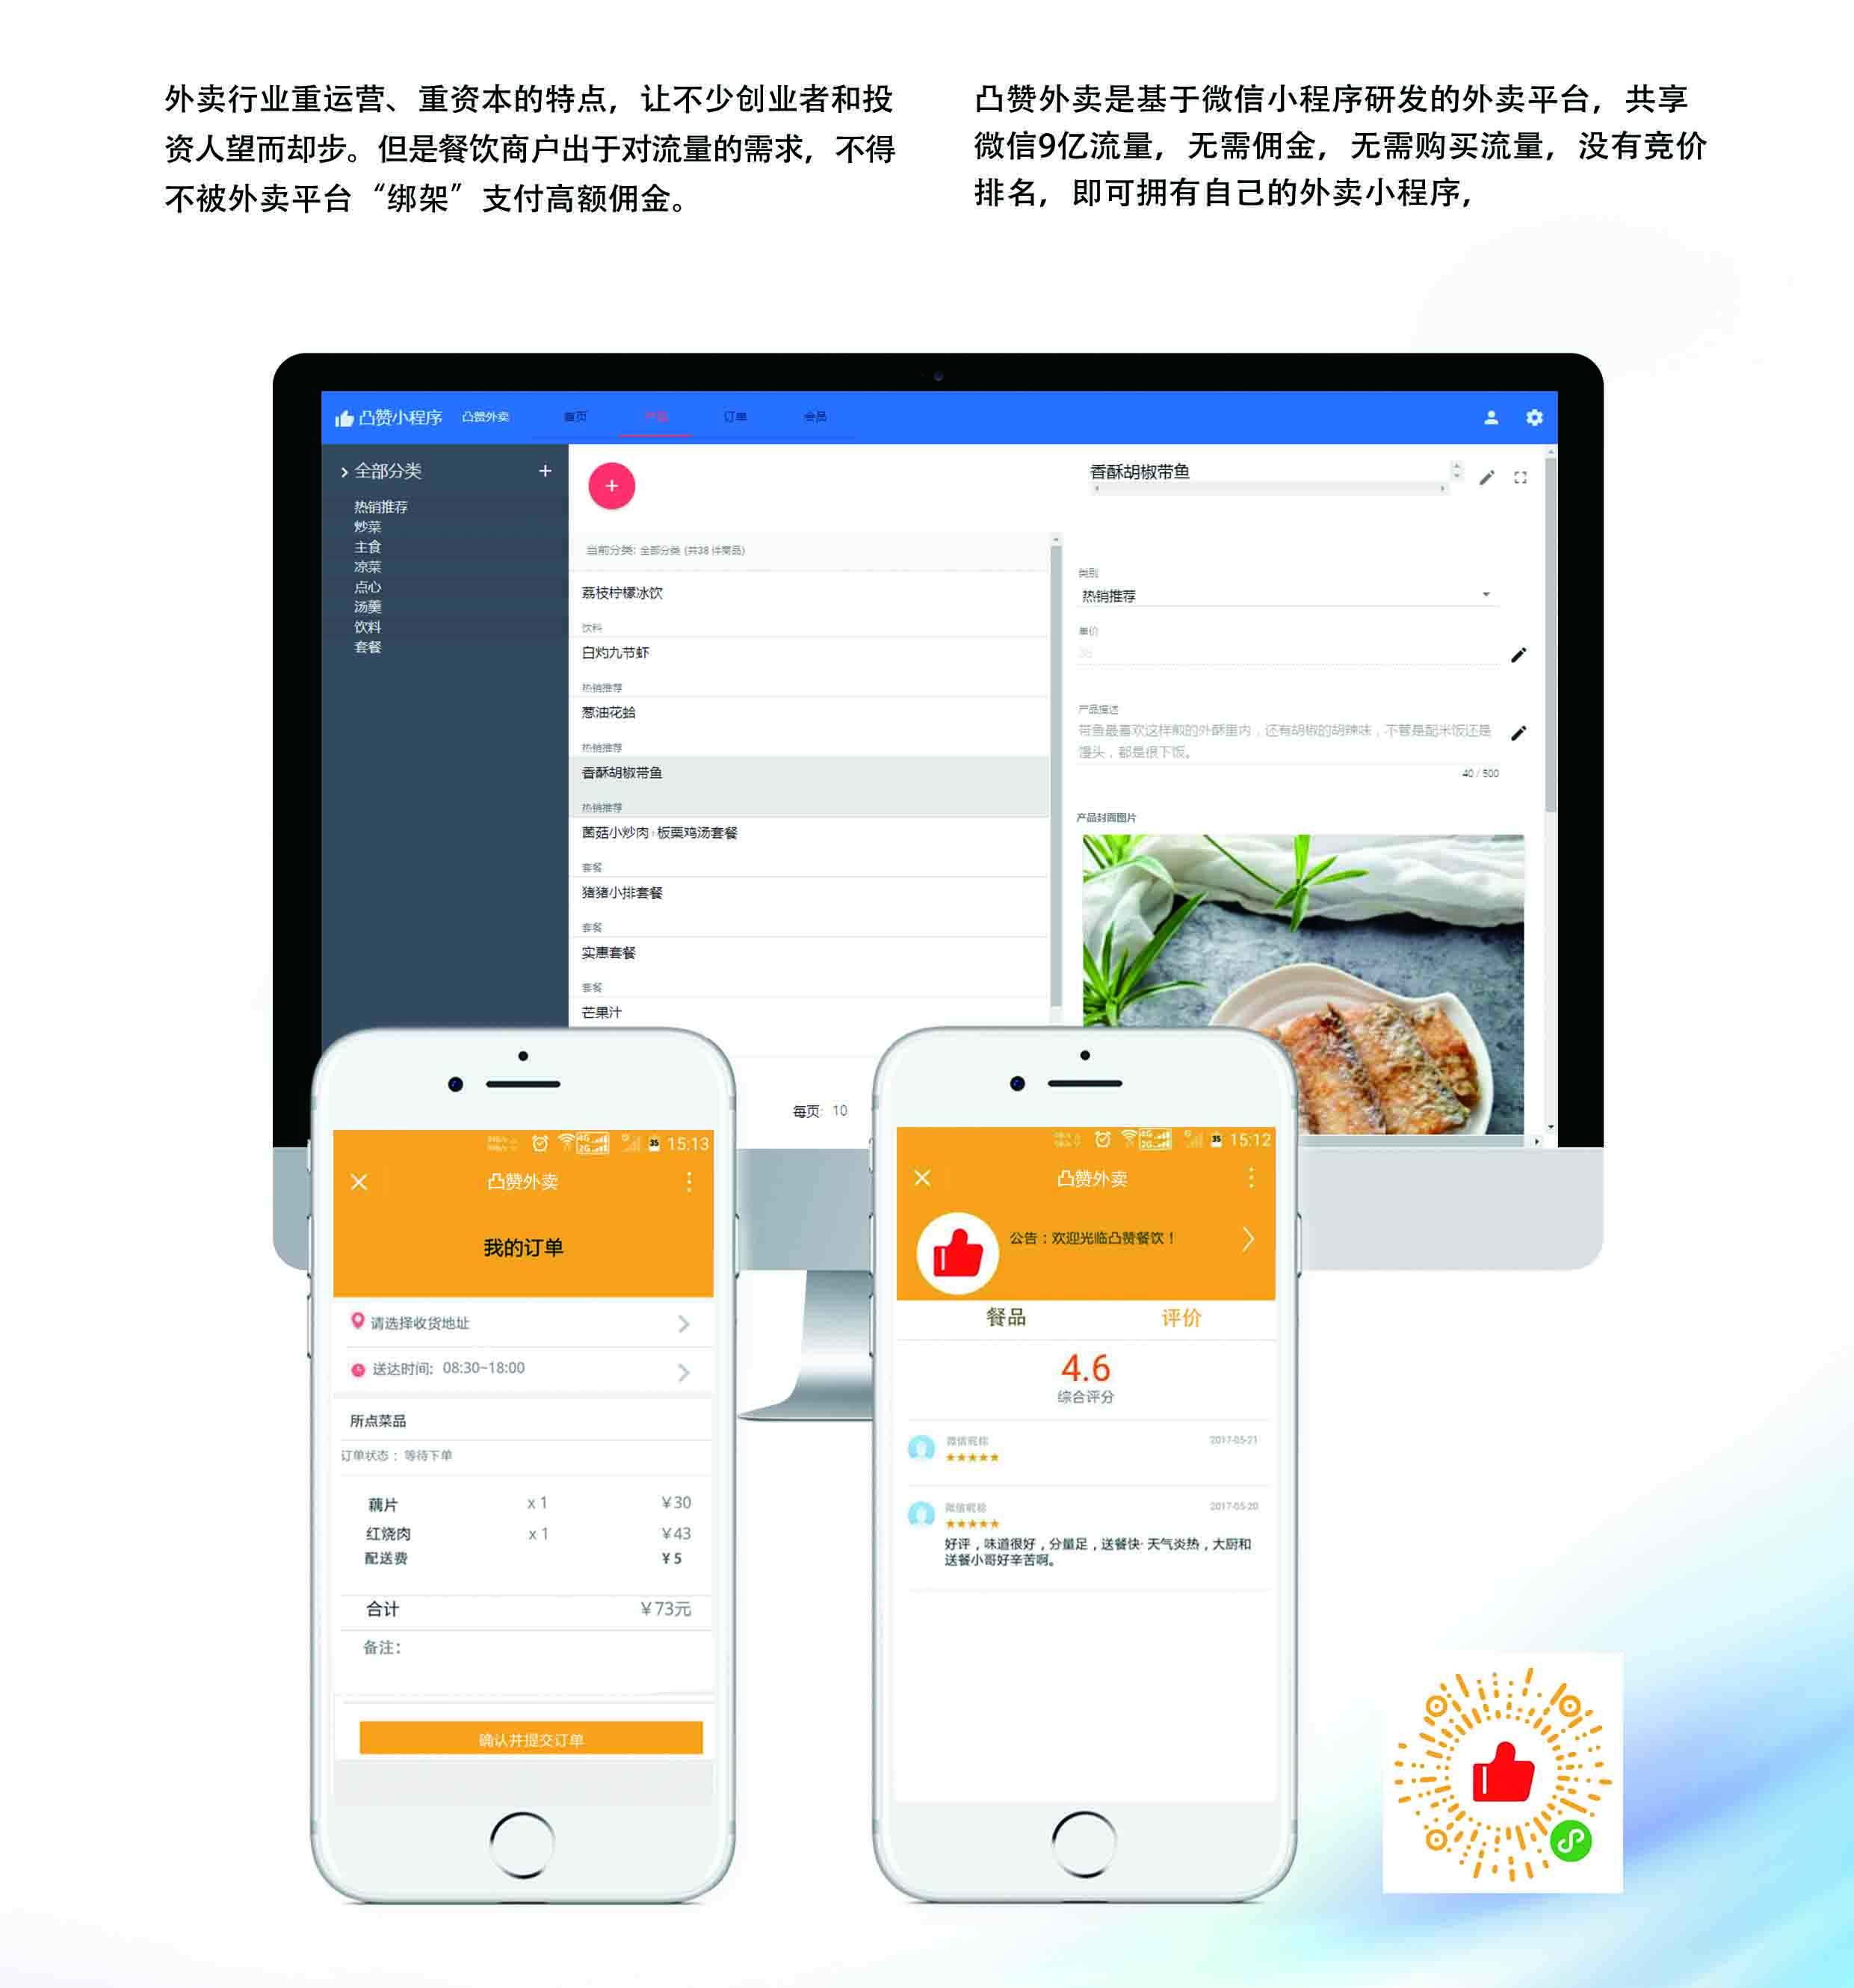 外卖行业重运营、重资本的特点，让不少创业者和投
资人望而却步。但是餐饮商户出于对流量的需求，不得
不被外卖平台“绑架”支付高额佣金。
凸赞外卖是基于微信小程序研发的外卖平台，共享
微信9亿流量，无需佣金，无需购买流量，没有竞价
排名，即可拥有自己的外卖小程序，
凸赞小程序 凸赞外卖 首页 产品 订单 会员
全部分类 +
热销推荐
炒菜
主食
凉菜
点心
汤羹
饮料
套餐
+
当前分类: 全部分类 (共38 件商品)
荔枝柠檬冰饮
饮料
白灼九节虾
热销推荐
葱油花蛤
热销推荐
香酥胡椒带鱼
热销推荐
菌菇小炒肉+板栗鸡汤套餐
套餐
猪猪小排套餐
套餐
实惠套餐
套餐
芒果汁
每页: 10
香酥胡椒带鱼
类别
热销推荐
单价
产品描述
带鱼最喜欢这样煎的外酥里内，还有胡椒的胡辣味，不管是配米饭还是
馒头，都是很下饭。
40 / 500
产品封面图片
4G 2G 35 15:13
凸赞外卖
我的订单
请选择收货地址
送达时间: 08:30~18:00
所点菜品
订单状态：等待下单
藕片 x 1 ￥30
红烧肉 x 1 ￥43
配送费 ￥5
合计 ￥73元
备注:
确认并提交订单
4G 2G 35 15:12
凸赞外卖
公告：欢迎光临凸赞餐饮！
餐品 评价
4.6
综合评分
微信昵称 2017-05-21
微信昵称 2017-05-20
好评，味道很好，分量足，送餐快·天气炎热，大厨和
送餐小哥好辛苦啊。